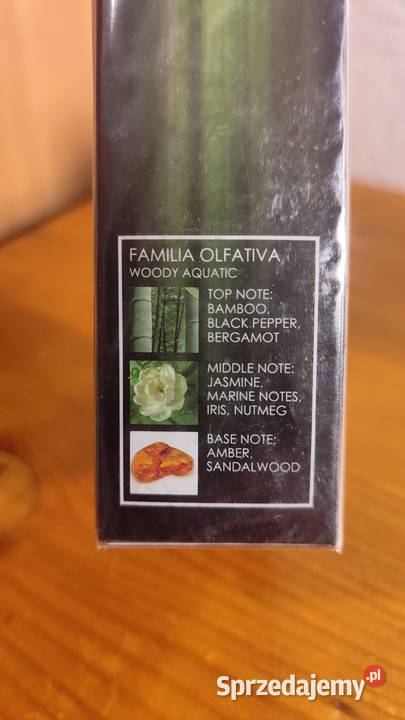 FAMILIA OLFATIVA
WOODY AQUATIC
TOP NOTE:
BAMBOO,
BLACK PEPPER,
BERGAMOT
MIDDLE NOTE:
JASMINE,
MARINE NOTES,
IRIS, NUTMEG
BASE NOTE:
AMBER,
SANDALWOOD
Sprzedajemy.pl